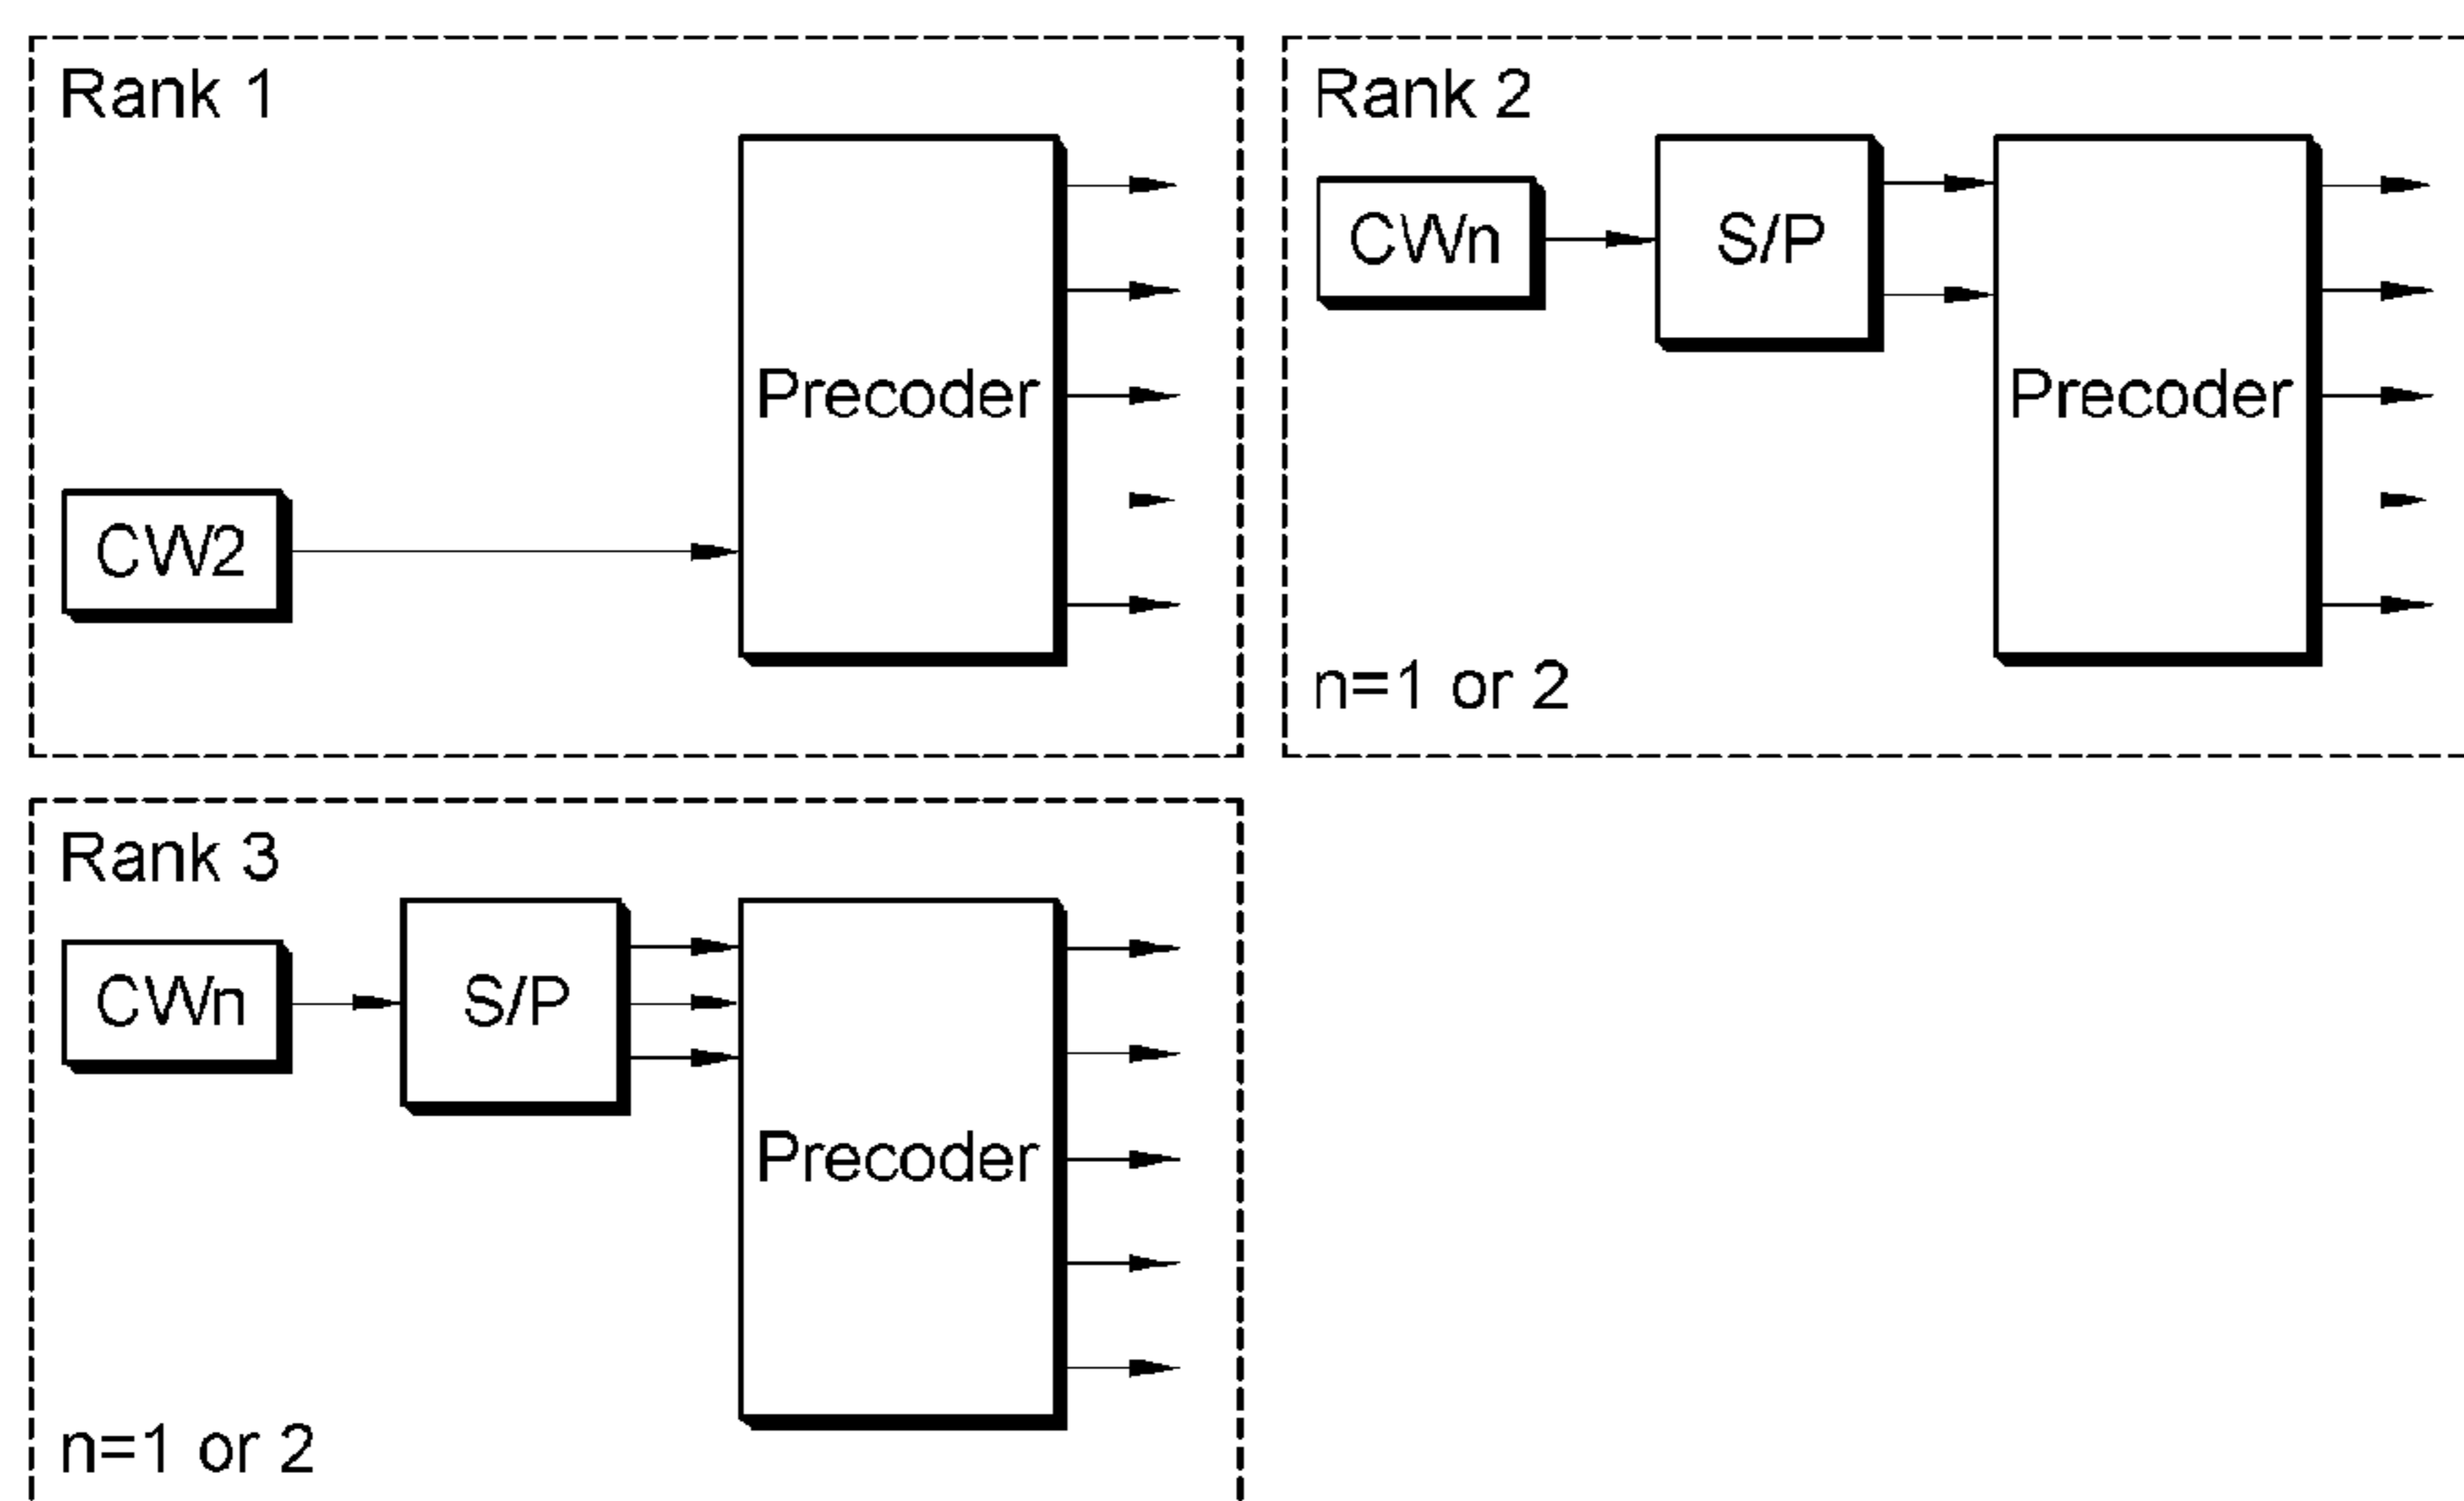 Rank 1
Precoder
CW2
Rank 2
CWn
S/P
Precoder
n=1 or 2
Rank 3
CWn
S/P
Precoder
n=1 or 2